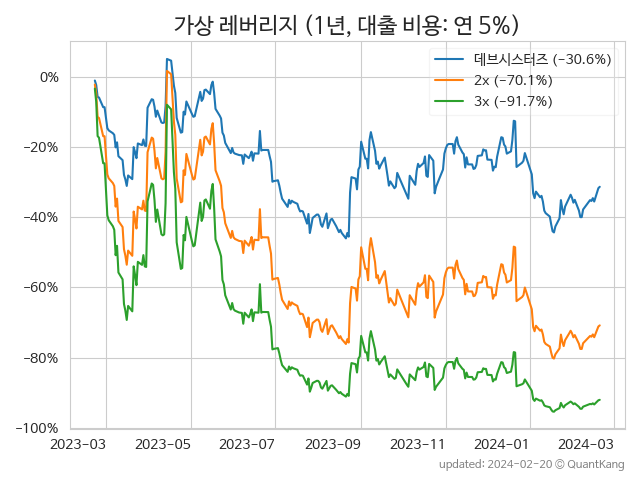 가상 레버리지 (1년, 대출 비용: 연 5%)
데브시스터즈 (−30.6%)
2x (−70.1%)
3x (−91.7%)
0%
−20%
−40%
−60%
−80%
−100%
2023-03 2023-05 2023-07 2023-09 2023-11 2024-01 2024-03
updated: 2024-02-20 © QuantKang